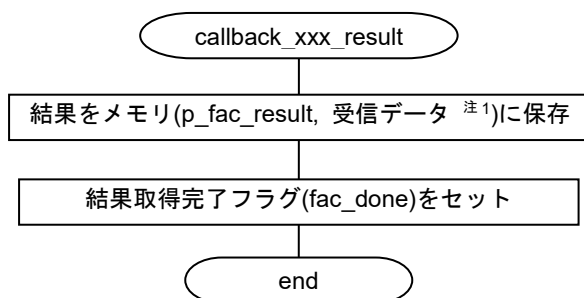 callback_xxx_result
結果をメモリ(p_fac_result, 受信データ 注1)に保存
結果取得完了フラグ(fac_done)をセット
end